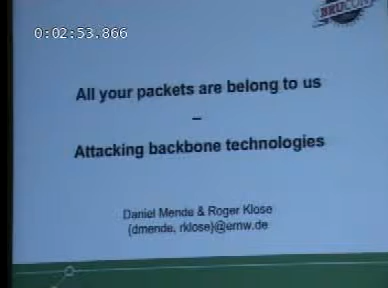 0:02:53.866
BRUCON
All your packets are belong to us
–
Attacking backbone technologies
Daniel Mende & Roger Klose
{dmende, rklose}@ernw.de